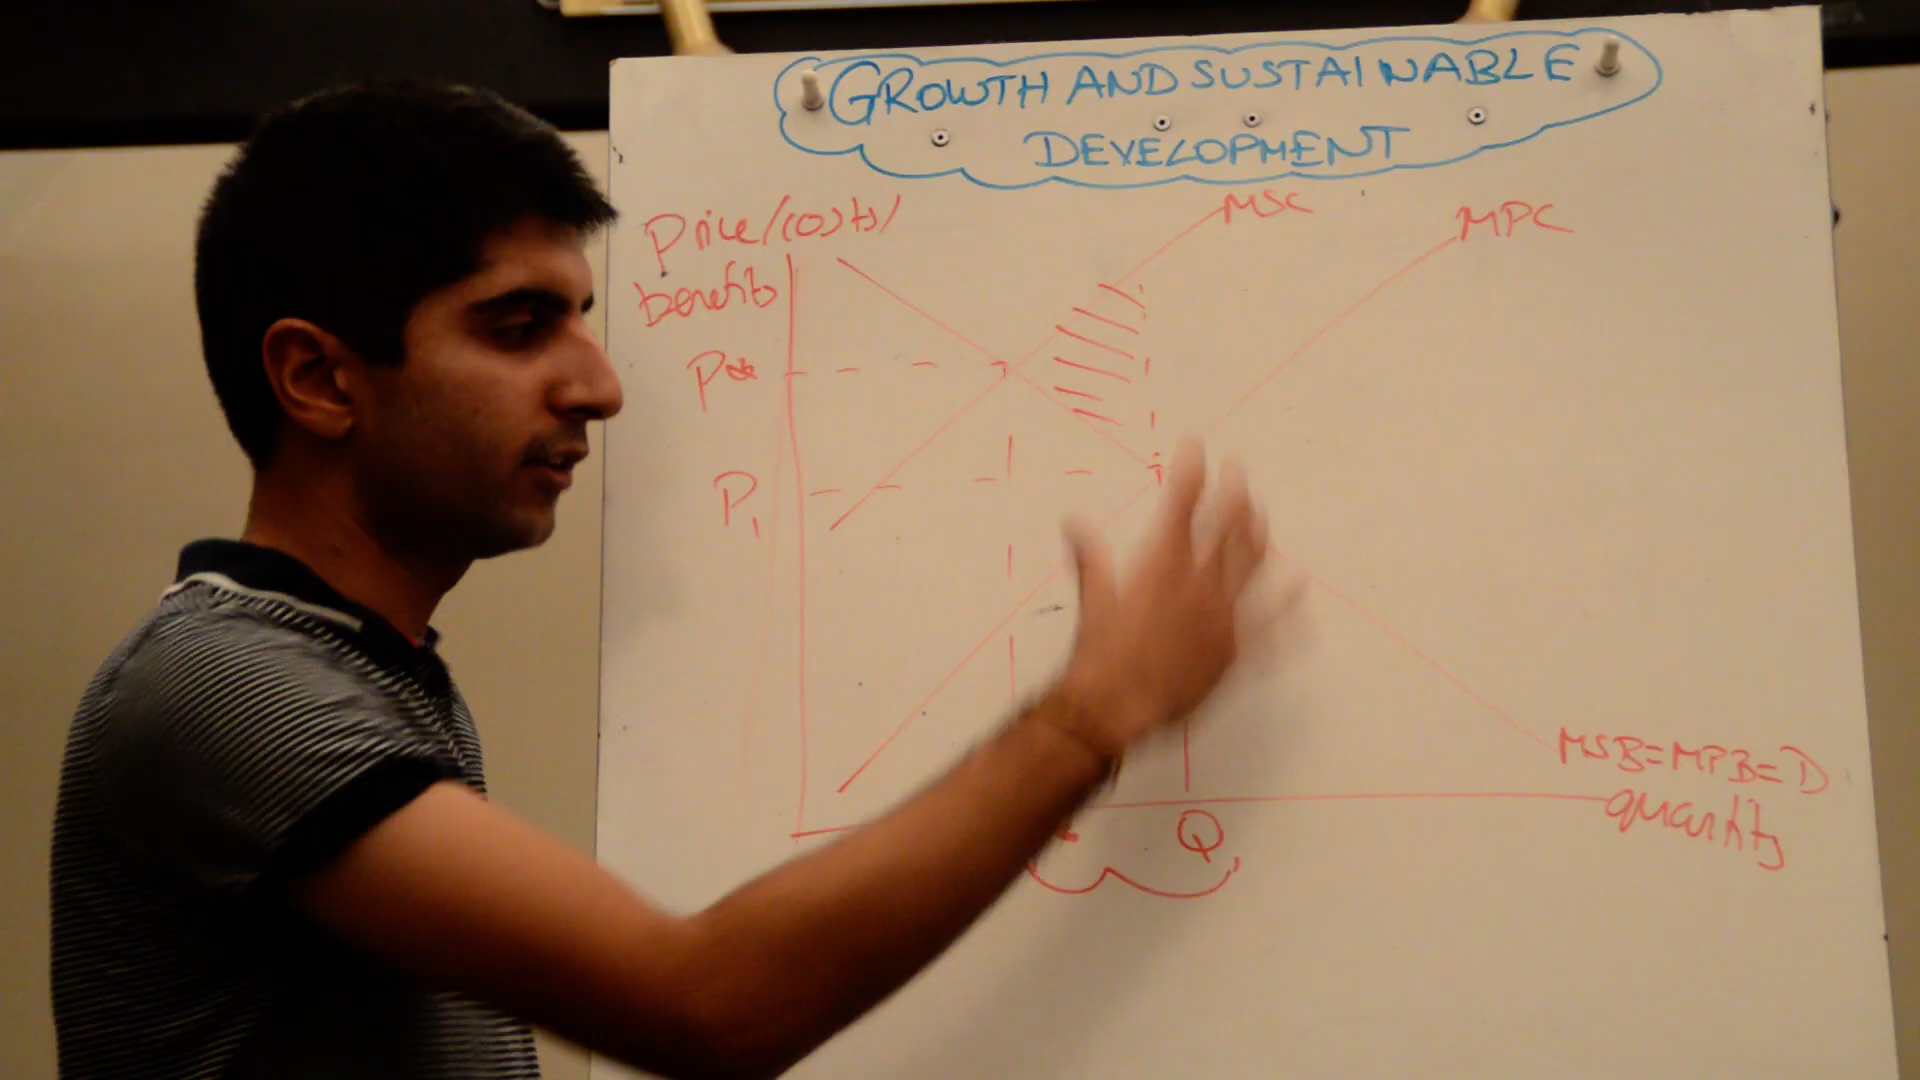 GROWTH AND SUSTAINABLE
DEVELOPMENT
Price/costs/
benefits
MSC
MPC
P*
P1
MSB=MPB=D
quantity
Q